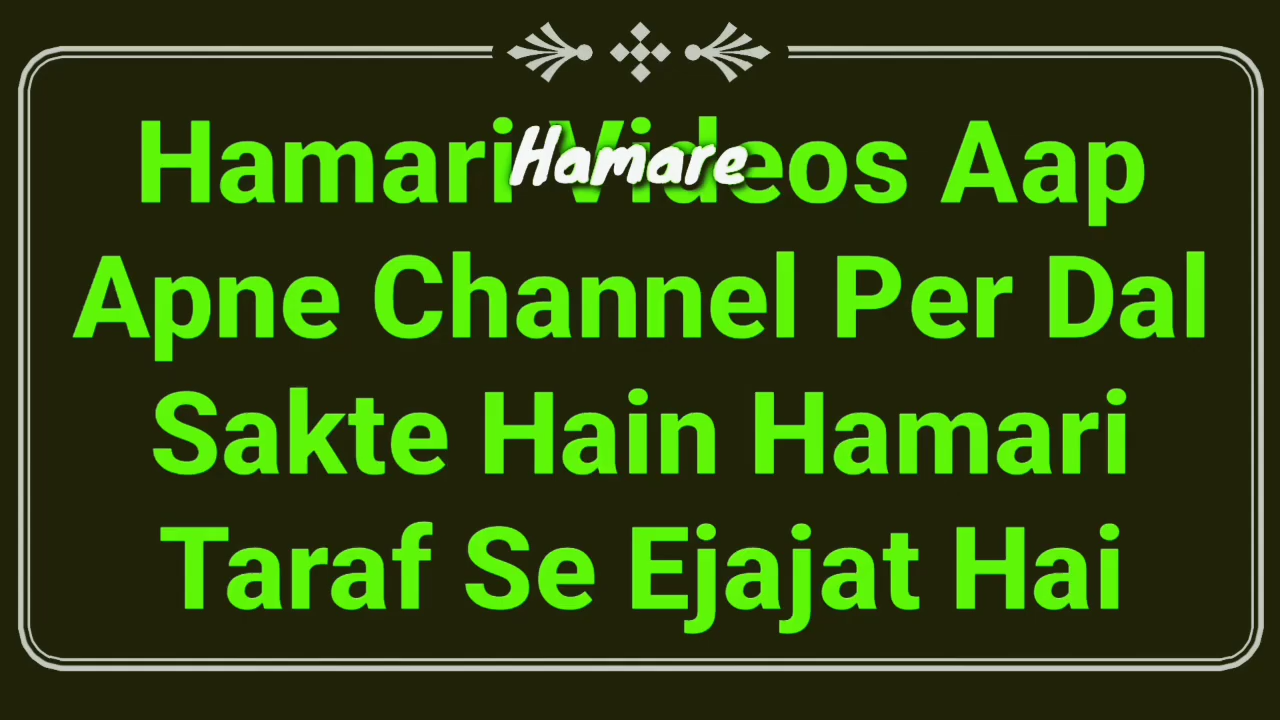 Hamari Videos Aap
Hamare
Apne Channel Per Dal
Sakte Hain Hamari
Taraf Se Ejajat Hai